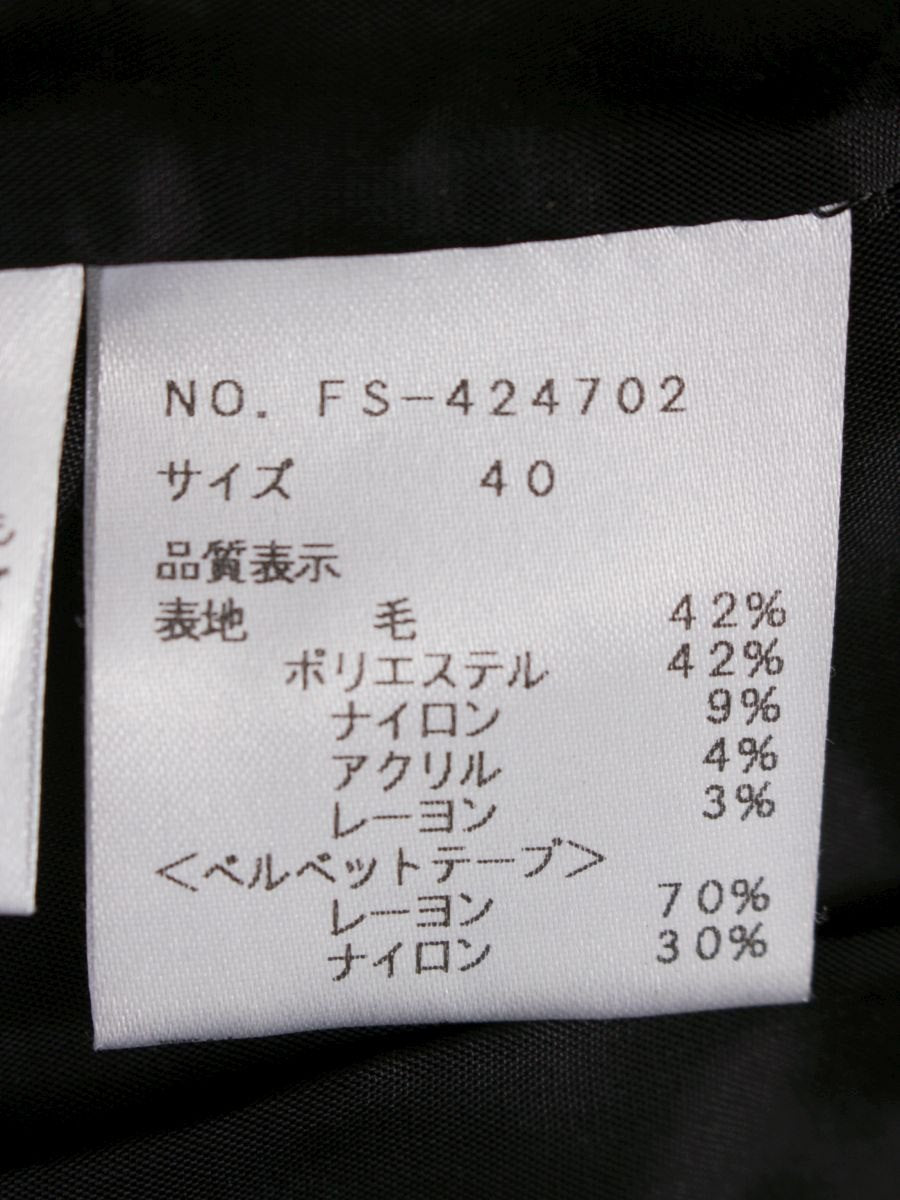 NO. FS-424702
サイズ 40
品質表示
表地 毛 42%
ポリエステル 42%
ナイロン 9%
アクリル 4%
レーヨン 3%
<ベルベットテープ>
レーヨン 70%
ナイロン 30%